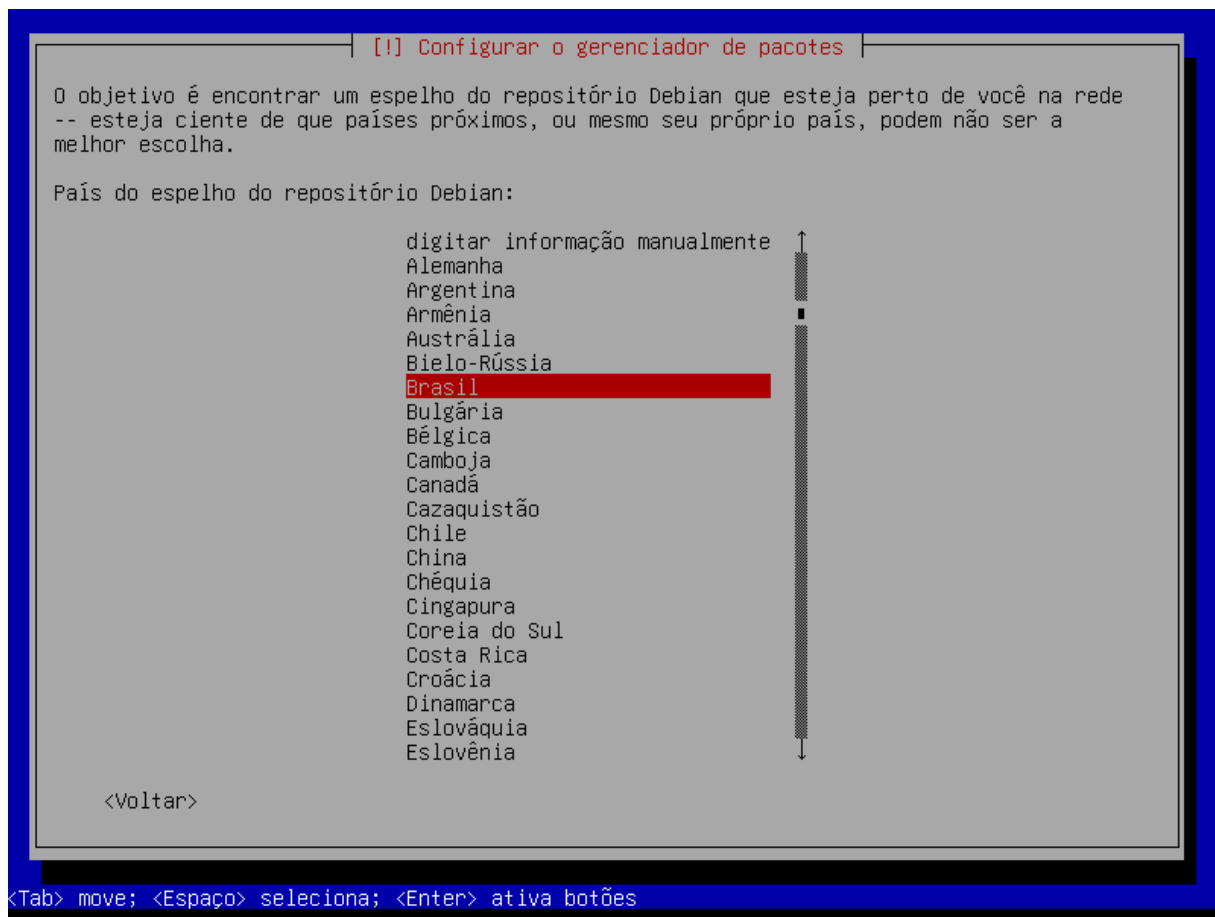 [!] Configurar o gerenciador de pacotes
O objetivo é encontrar um espelho do repositório Debian que esteja perto de você na rede
-- esteja ciente de que países próximos, ou mesmo seu próprio país, podem não ser a
melhor escolha.
País do espelho do repositório Debian:
digitar informação manualmente
Alemanha
Argentina
Armênia
Austrália
Bielo-Rússia
Brasil
Bulgária
Bélgica
Camboja
Canadá
Cazaquistão
Chile
China
Chéquia
Cingapura
Coreia do Sul
Costa Rica
Croácia
Dinamarca
Eslováquia
Eslovênia
<Voltar>
<Tab> move; <Espaço> seleciona; <Enter> ativa botões